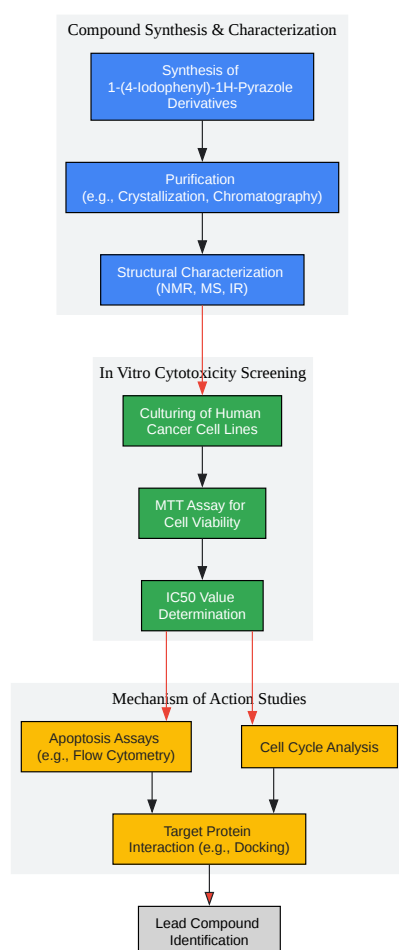 Compound Synthesis & Characterization
Synthesis of
1-(4-Iodophenyl)-1H-Pyrazole
Derivatives
Purification
(e.g., Crystallization, Chromatography)
Structural Characterization
(NMR, MS, IR)
In Vitro Cytotoxicity Screening
Culturing of Human
Cancer Cell Lines
MTT Assay for
Cell Viability
IC50 Value
Determination
Mechanism of Action Studies
Apoptosis Assays
(e.g., Flow Cytometry)
Cell Cycle Analysis
Target Protein
Interaction (e.g., Docking)
Lead Compound
Identification